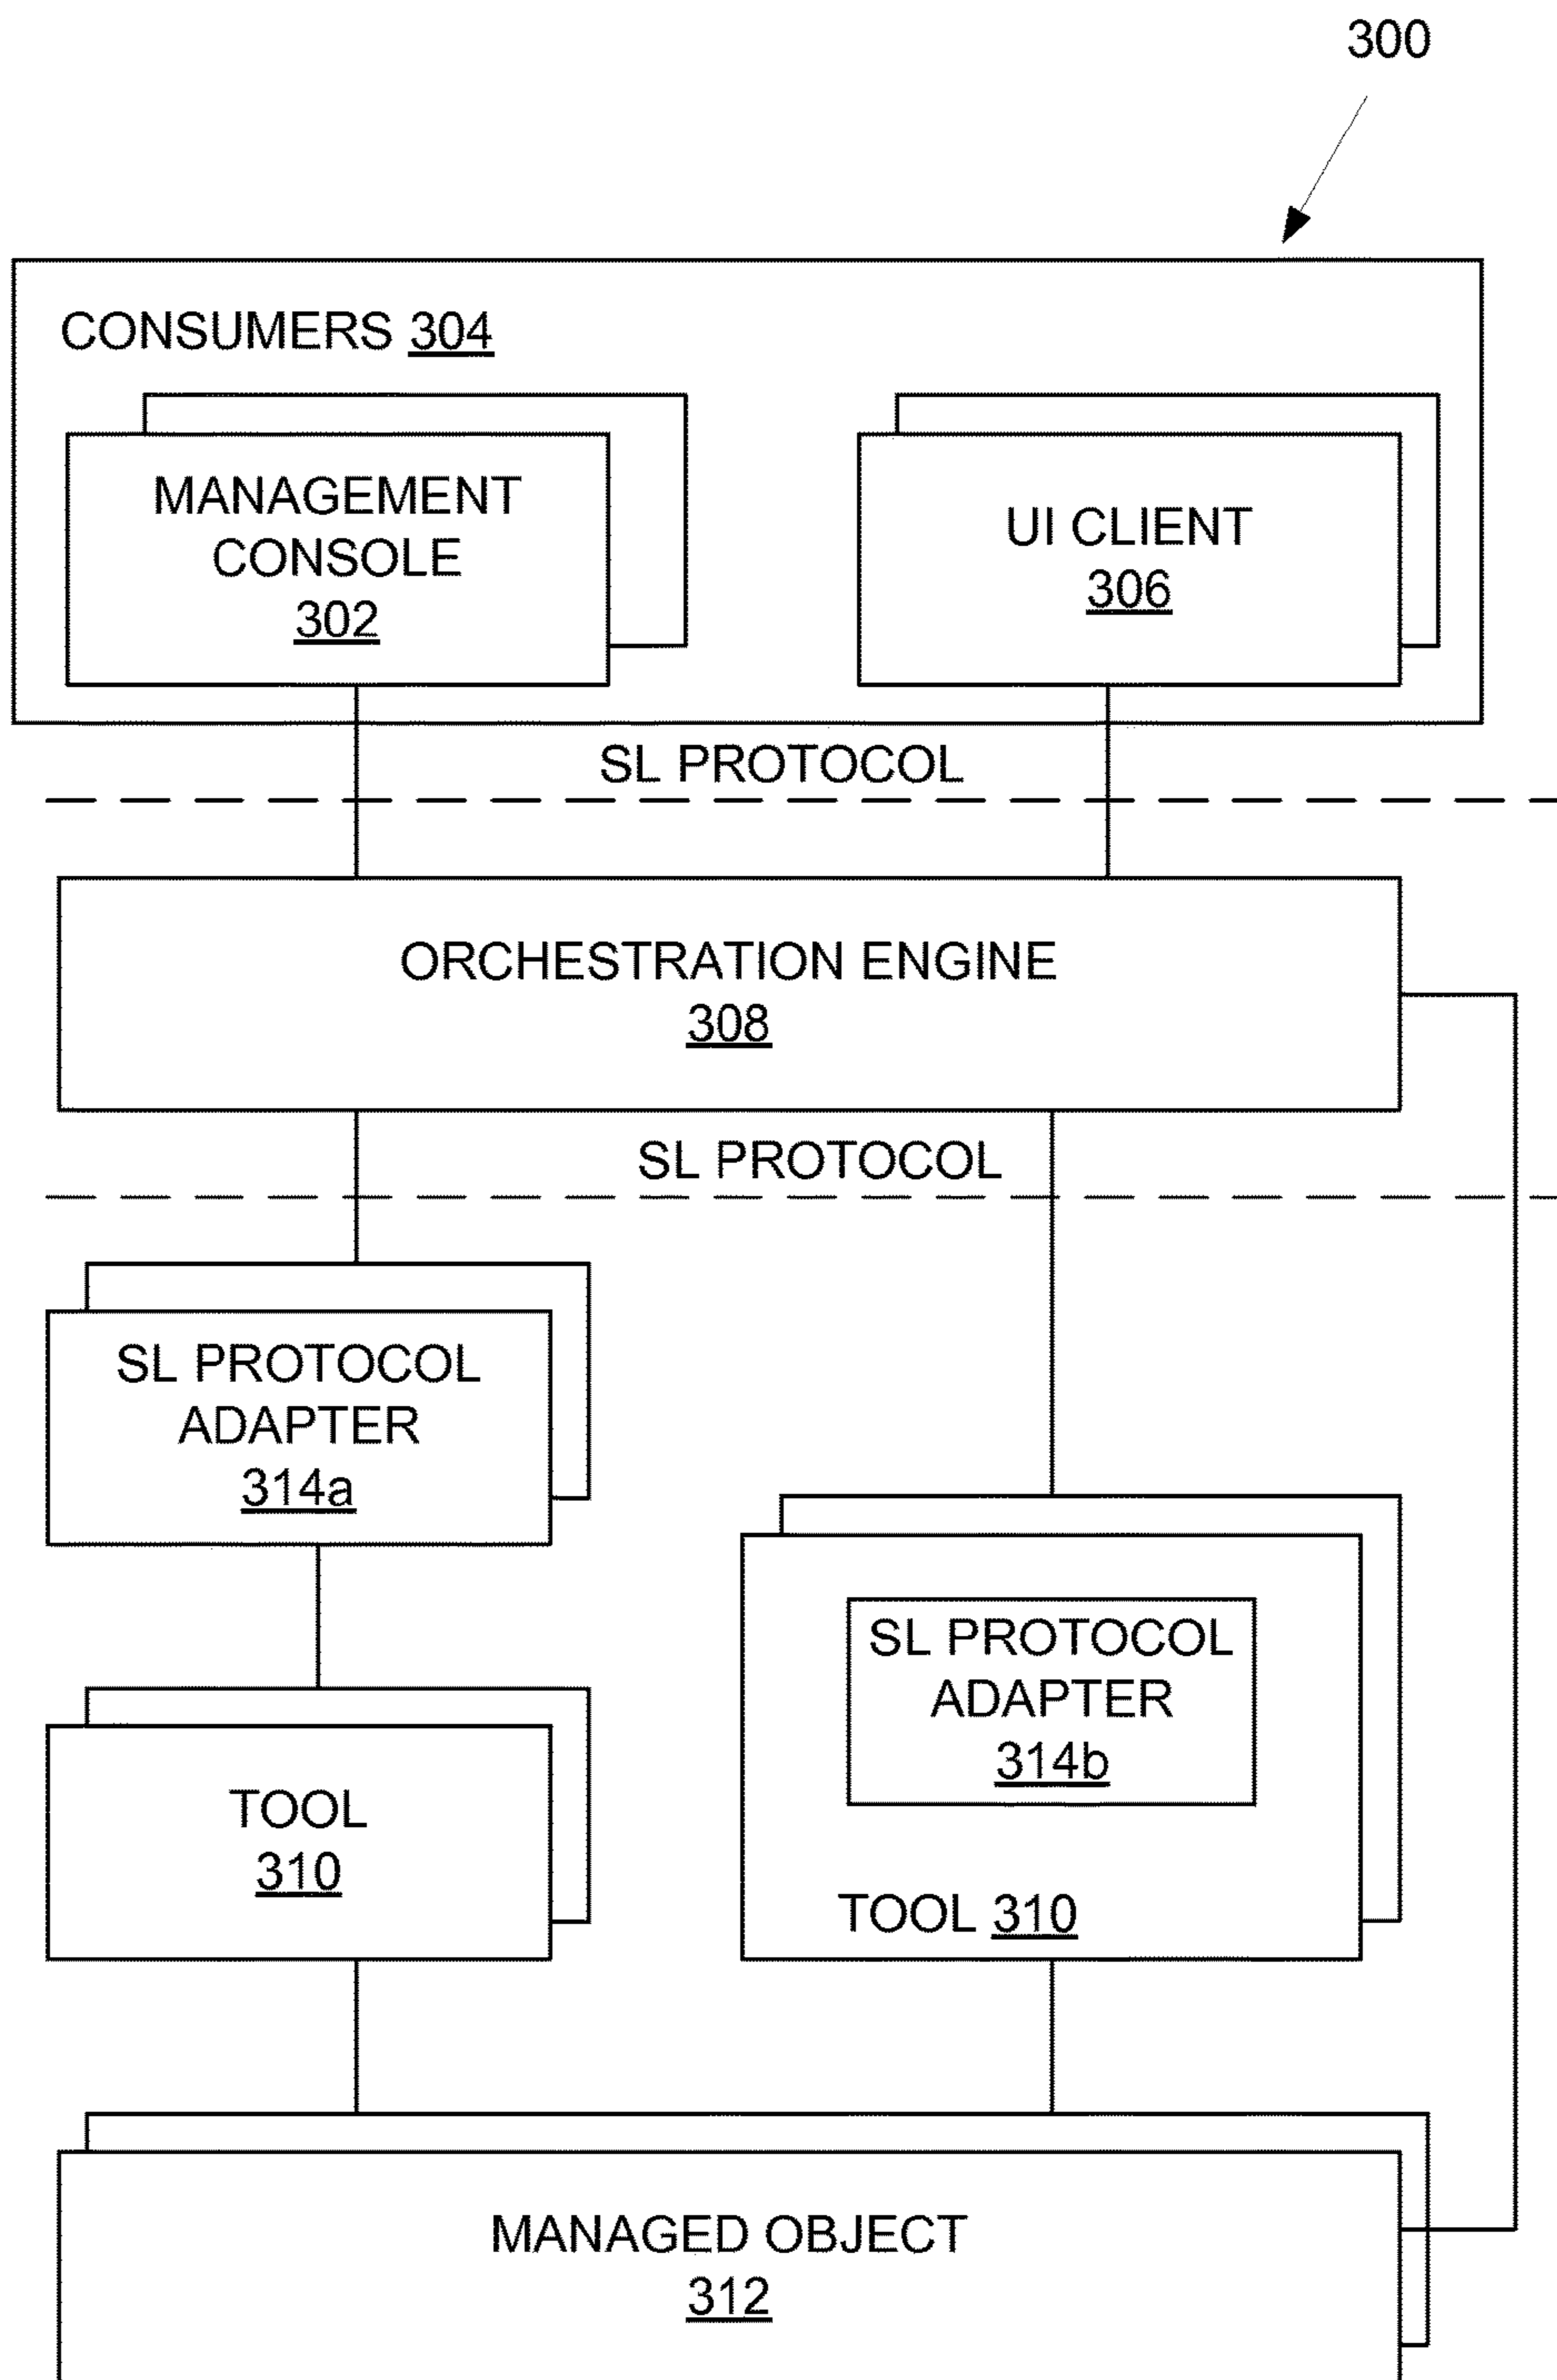 300
CONSUMERS 304
MANAGEMENT
CONSOLE
302
UI CLIENT
306
SL PROTOCOL
ORCHESTRATION ENGINE
308
SL PROTOCOL
SL PROTOCOL
ADAPTER
314a
SL PROTOCOL
ADAPTER
314b
TOOL
310
TOOL 310
MANAGED OBJECT
312